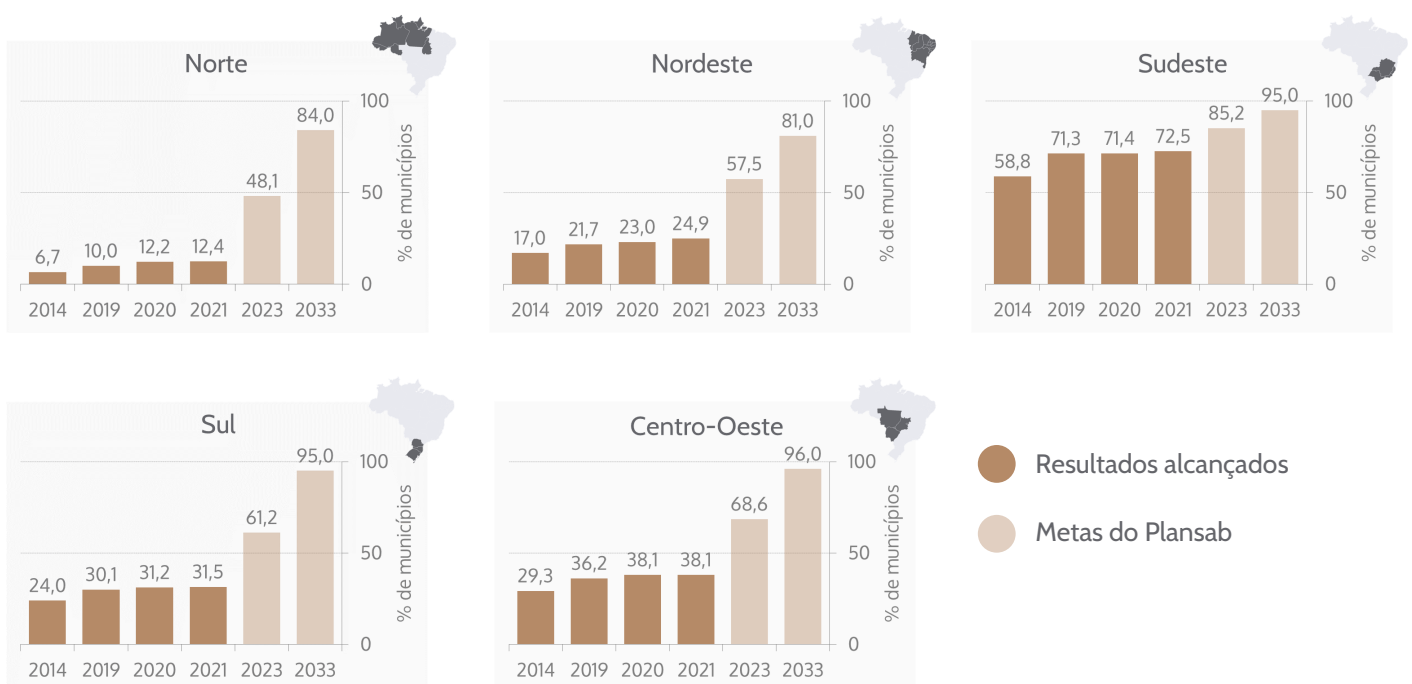 Norte
100
84,0
48,1
50
6,7 10,0 12,2 12,4
0
% de municípios
2014 2019 2020 2021 2023 2033
Nordeste
100
81,0
57,5
50
17,0 21,7 23,0 24,9
0
% de municípios
2014 2019 2020 2021 2023 2033
Sudeste
95,0
100
85,2
58,8 71,3 71,4 72,5
50
0
% de municípios
2014 2019 2020 2021 2023 2033
Sul
95,0
100
61,2
50
24,0 30,1 31,2 31,5
0
% de municípios
2014 2019 2020 2021 2023 2033
Centro-Oeste
96,0
100
68,6
50
29,3 36,2 38,1 38,1
0
% de municípios
2014 2019 2020 2021 2023 2033
Resultados alcançados
Metas do Plansab